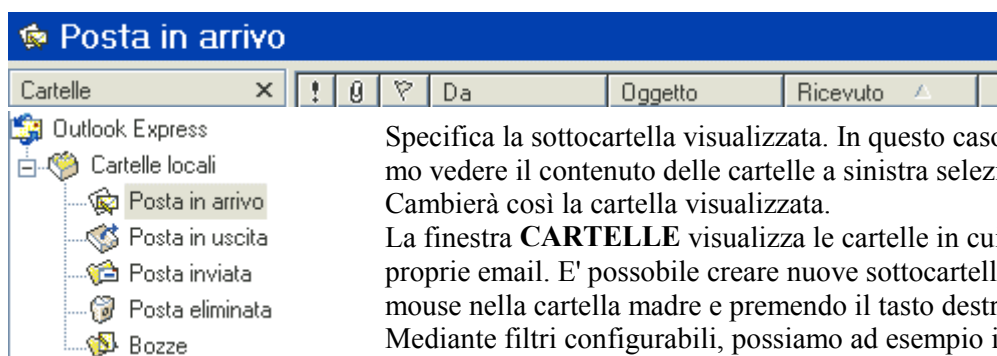 Posta in arrivo
Cartelle Da Oggetto Ricevuto
Outlook Express
Cartelle locali
Posta in arrivo
Posta in uscita
Posta inviata
Posta eliminata
Bozze
Specifica la sottocartella visualizzata. In questo caso
mo vedere il contenuto delle cartelle a sinistra selezi
Cambierà così la cartella visualizzata.
La finestra CARTELLE visualizza le cartelle in cui
proprie email. E' possobile creare nuove sottocartell
mouse nella cartella madre e premendo il tasto destr
Mediante filtri configurabili, possiamo ad esempio i